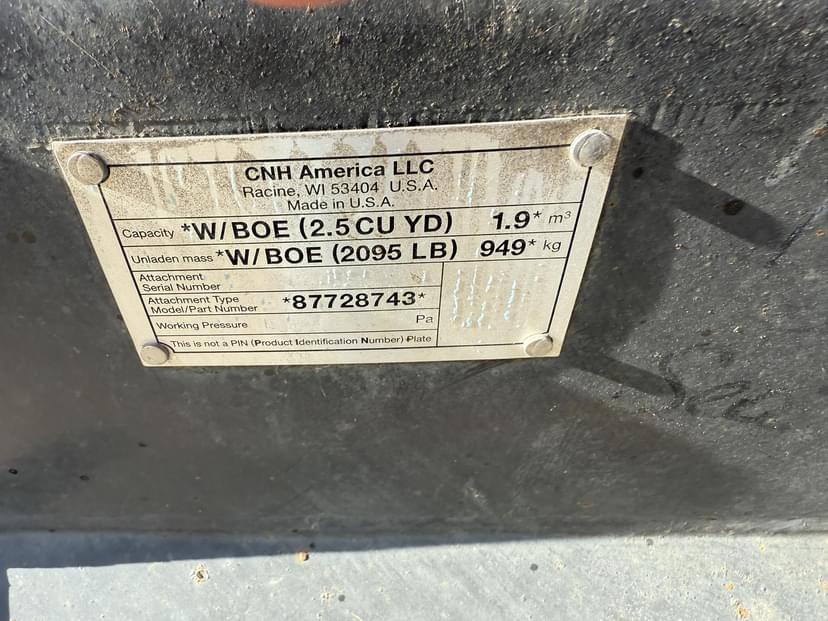 CNH America LLC
Racine, WI 53404 U.S.A.
Made in U.S.A.
Capacity *W/BOE (2.5 CU YD) 1.9* m³
Unladen mass *W/BOE (2095 LB) 949* kg
Attachment
Serial Number
Attachment Type
Model/Part Number *87728743*
Working Pressure Pa
This is not a PIN (Product Identification Number) Plate